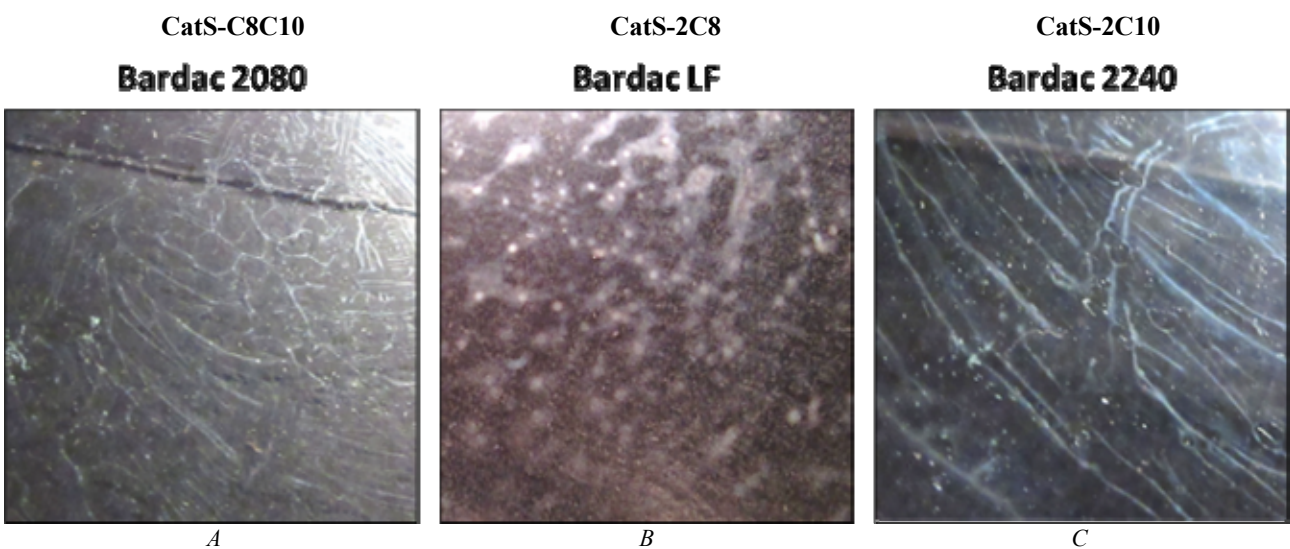 CatS-C8C10 CatS-2C8 CatS-2C10
Bardac 2080 Bardac LF Bardac 2240
A B C